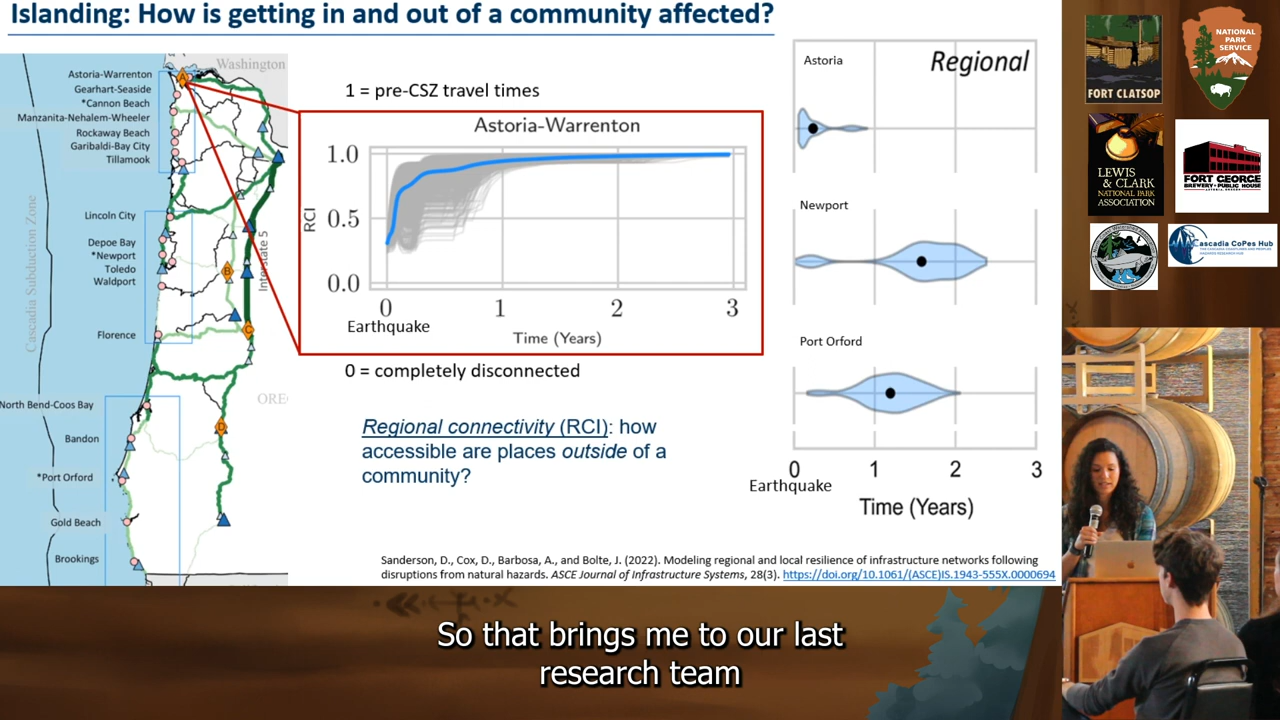 Islanding: How is getting in and out of a community affected?
Washington
Astoria-Warrenton
Gearhart-Seaside
*Cannon Beach
Manzanita-Nehalem-Wheeler
Rockaway Beach
Garibaldi-Bay City
Tillamook
Lincoln City
Depoe Bay
*Newport
Toledo
Waldport
Florence
North Bend-Coos Bay
Bandon
*Port Orford
Gold Beach
Brookings
Cascadia Subduction Zone
Interstate 5
ORE
A
B
C
D
1 = pre-CSZ travel times
Astoria-Warrenton
RCI
1.0
0.5
0.0
0 1 2 3
Earthquake
Time (Years)
0 = completely disconnected
Regional connectivity (RCI): how
accessible are places outside of a
community?
Regional
Astoria
Newport
Port Orford
0 1 2 3
Earthquake
Time (Years)
Sanderson, D., Cox, D., Barbosa, A., and Bolte, J. (2022). Modeling regional and local resilience of infrastructure networks following
disruptions from natural hazards. ASCE Journal of Infrastructure Systems, 28(3). https://doi.org/10.1061/(ASCE)IS.1943-555X.0000694
FORT CLATSOP
NATIONAL
PARK
SERVICE
LEWIS
& CLARK
NATIONAL PARK
ASSOCIATION
FORT GEORGE
BREWERY + PUBLIC HOUSE
ASTORIA, OREGON
Cascadia CoPes Hub
So that brings me to our last
research team